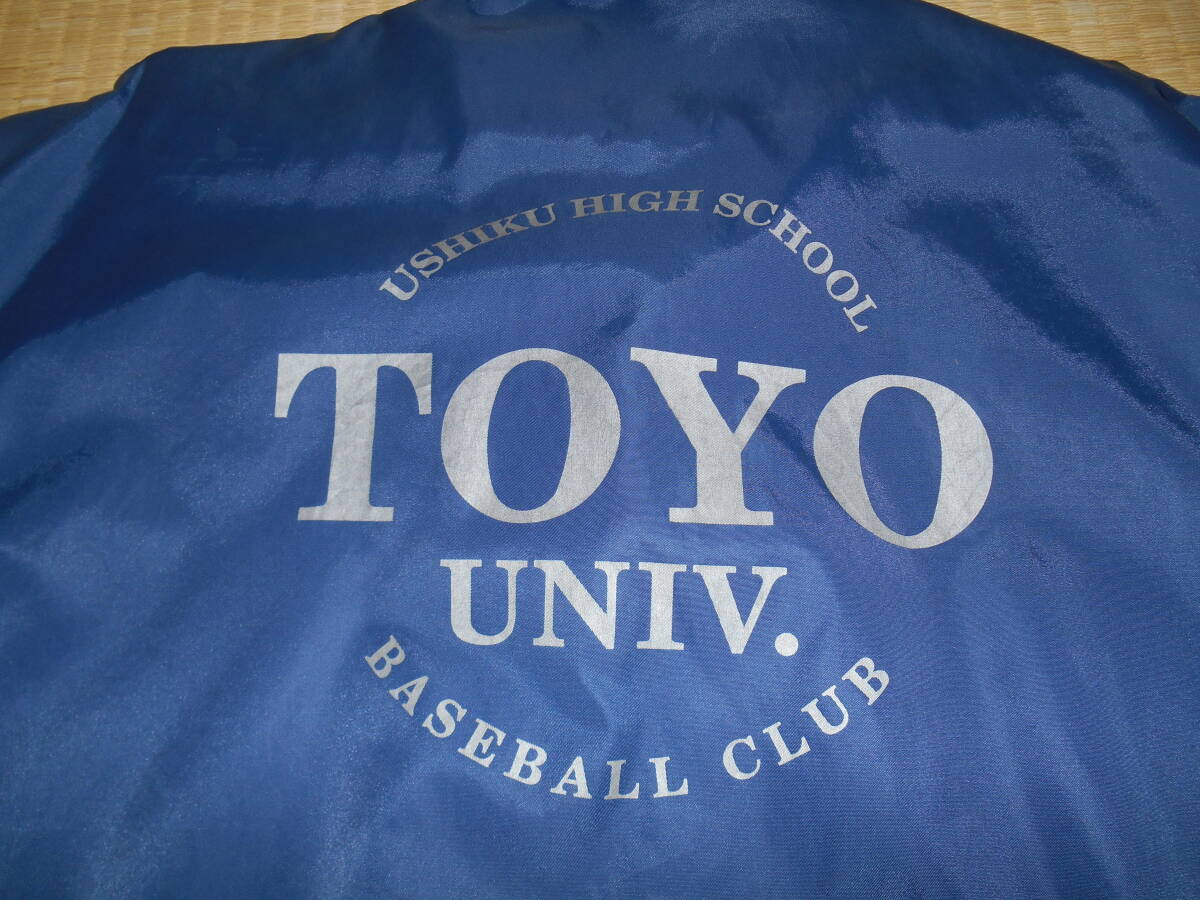 USHIKU HIGH SCHOOL
TOYO
UNIV.
BASEBALL CLUB